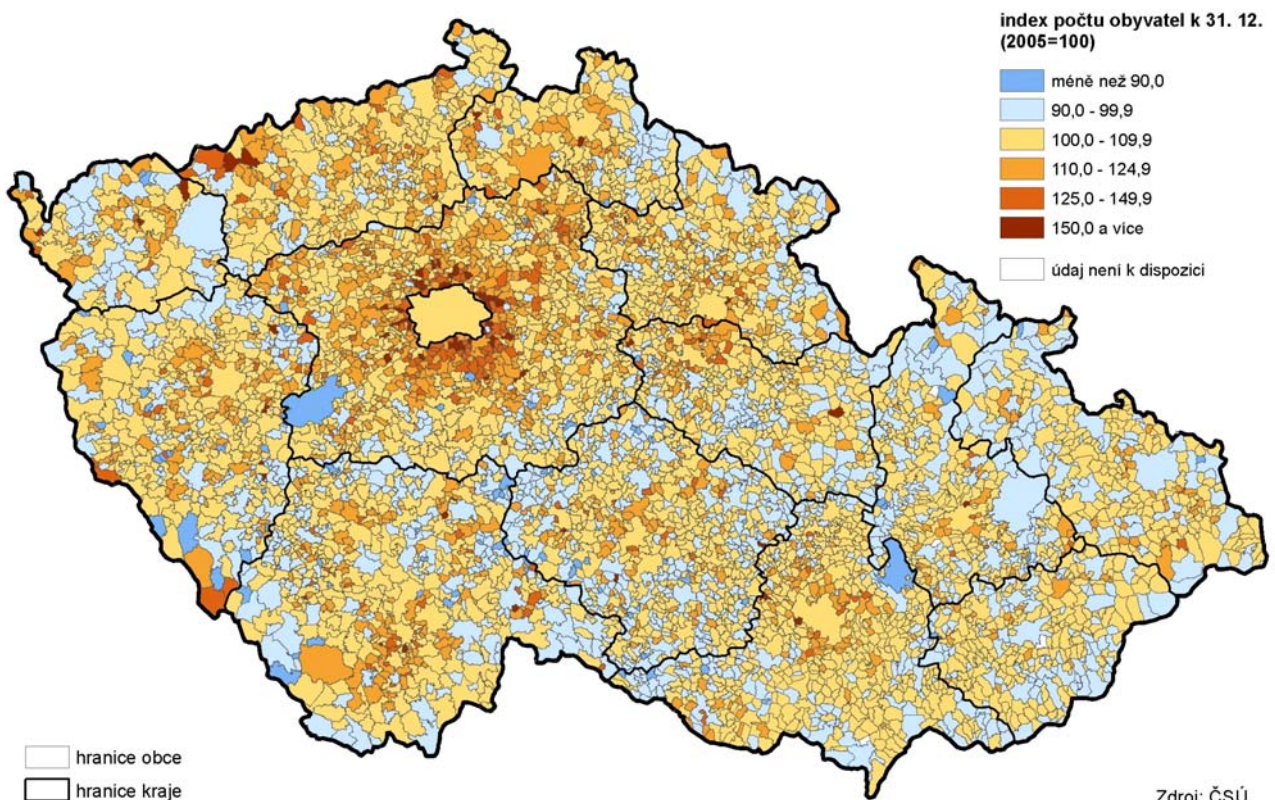 index počtu obyvatel k 31. 12.
(2005=100)
méně než 90,0
90,0 - 99,9
100,0 - 109,9
110,0 - 124,9
125,0 - 149,9
150,0 a více
údaj není k dispozici
hranice obce
hranice kraje
Zdroj: ČSÚ